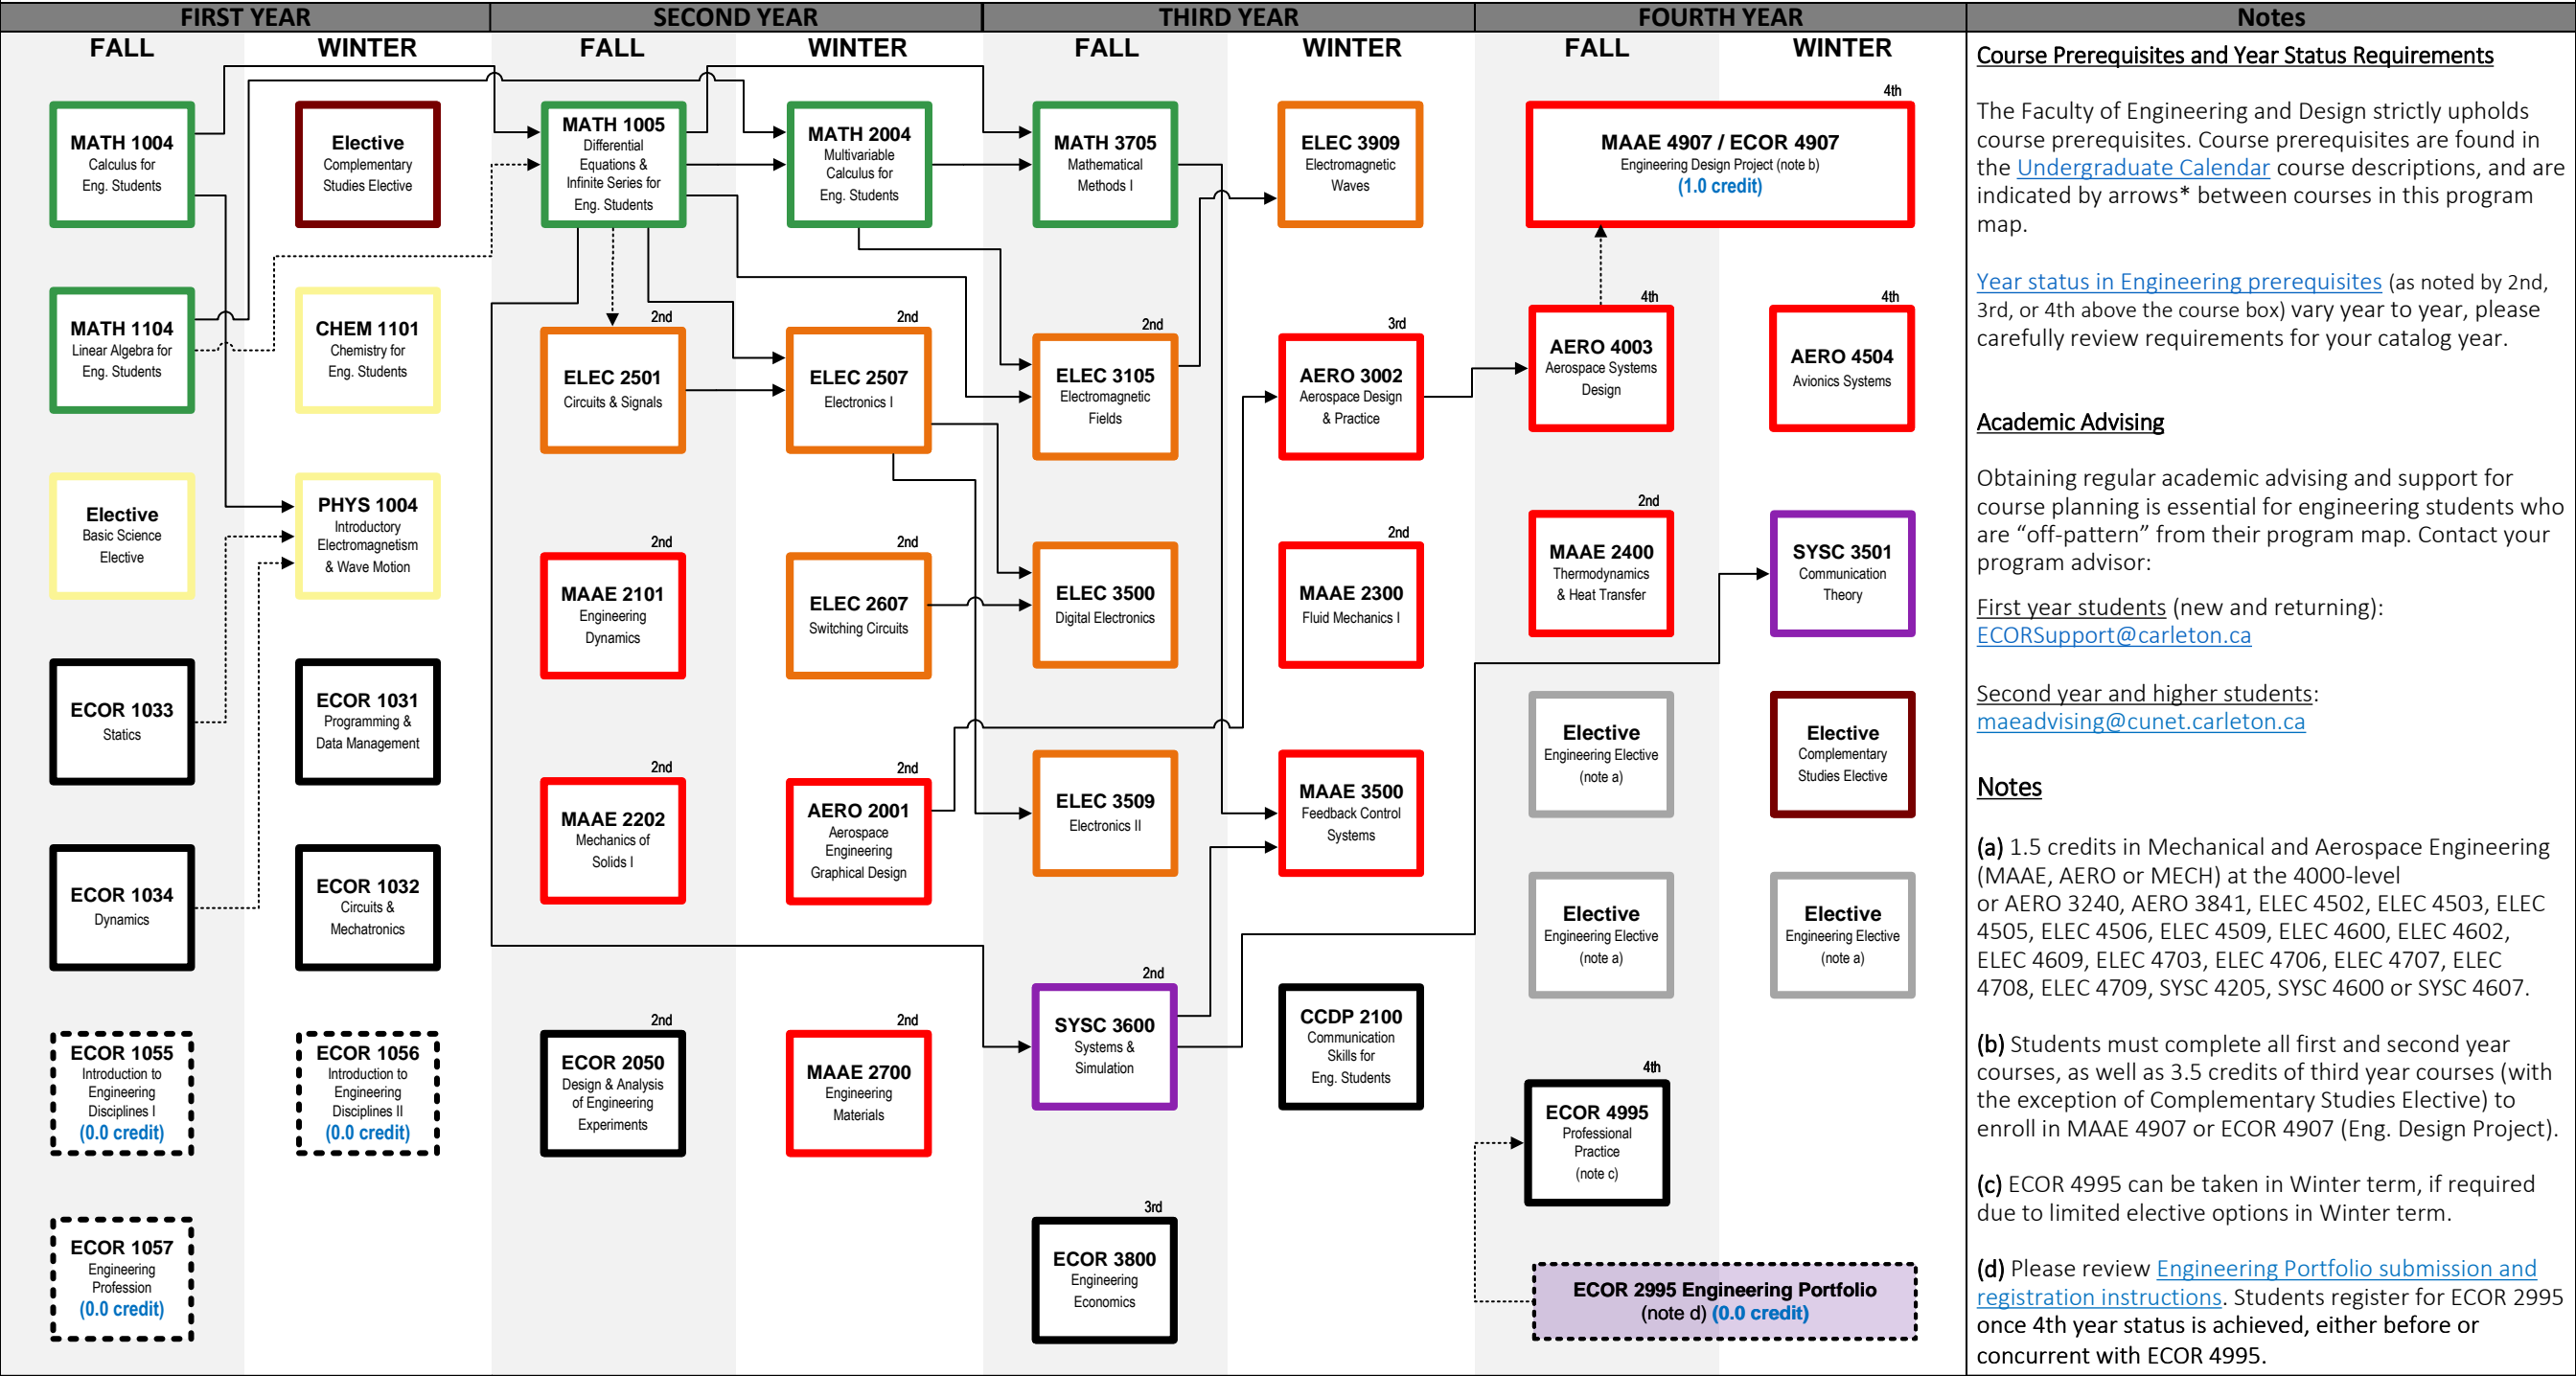 FIRST YEAR
SECOND YEAR
THIRD YEAR
FOURTH YEAR
Notes
FALL
WINTER
FALL
WINTER
FALL
WINTER
FALL
WINTER
MATH 1004
Calculus for
Eng. Students
MATH 1104
Linear Algebra for
Eng. Students
Elective
Basic Science
Elective
ECOR 1033
Statics
ECOR 1034
Dynamics
ECOR 1055
Introduction to
Engineering
Disciplines I
(0.0 credit)
ECOR 1057
Engineering
Profession
(0.0 credit)
Elective
Complementary
Studies Elective
CHEM 1101
Chemistry for
Eng. Students
PHYS 1004
Introductory
Electromagnetism
& Wave Motion
ECOR 1031
Programming &
Data Management
ECOR 1032
Circuits &
Mechatronics
ECOR 1056
Introduction to
Engineering
Disciplines II
(0.0 credit)
MATH 1005
Differential
Equations &
Infinite Series for
Eng. Students
2nd
ELEC 2501
Circuits & Signals
2nd
MAAE 2101
Engineering
Dynamics
2nd
MAAE 2202
Mechanics of
Solids I
2nd
ECOR 2050
Design & Analysis
of Engineering
Experiments
MATH 2004
Multivariable
Calculus for
Eng. Students
2nd
ELEC 2507
Electronics I
2nd
ELEC 2607
Switching Circuits
2nd
AERO 2001
Aerospace
Engineering
Graphical Design
2nd
MAAE 2700
Engineering
Materials
MATH 3705
Mathematical
Methods I
2nd
ELEC 3105
Electromagnetic
Fields
ELEC 3500
Digital Electronics
ELEC 3509
Electronics II
2nd
SYSC 3600
Systems &
Simulation
3rd
ECOR 3800
Engineering
Economics
ELEC 3909
Electromagnetic
Waves
3rd
AERO 3002
Aerospace Design
& Practice
2nd
MAAE 2300
Fluid Mechanics I
MAAE 3500
Feedback Control
Systems
CCDP 2100
Communication
Skills for
Eng. Students
4th
MAAE 4907 / ECOR 4907
Engineering Design Project (note b)
(1.0 credit)
4th
AERO 4003
Aerospace Systems
Design
2nd
MAAE 2400
Thermodynamics
& Heat Transfer
Elective
Engineering Elective
(note a)
Elective
Engineering Elective
(note a)
4th
ECOR 4995
Professional
Practice
(note c)
4th
AERO 4504
Avionics Systems
SYSC 3501
Communication
Theory
Elective
Complementary
Studies Elective
Elective
Engineering Elective
(note a)
ECOR 2995 Engineering Portfolio
(note d) (0.0 credit)
Course Prerequisites and Year Status Requirements
The Faculty of Engineering and Design strictly upholds
course prerequisites. Course prerequisites are found in
the Undergraduate Calendar course descriptions, and are
indicated by arrows* between courses in this program
map.
Year status in Engineering prerequisites (as noted by 2nd,
3rd, or 4th above the course box) vary year to year, please
carefully review requirements for your catalog year.
Academic Advising
Obtaining regular academic advising and support for
course planning is essential for engineering students who
are “off-pattern” from their program map. Contact your
program advisor:
First year students (new and returning):
ECORSupport@carleton.ca
Second year and higher students:
maeadvising@cunet.carleton.ca
Notes
(a) 1.5 credits in Mechanical and Aerospace Engineering
(MAAE, AERO or MECH) at the 4000-level
or AERO 3240, AERO 3841, ELEC 4502, ELEC 4503, ELEC
4505, ELEC 4506, ELEC 4509, ELEC 4600, ELEC 4602,
ELEC 4609, ELEC 4703, ELEC 4706, ELEC 4707, ELEC
4708, ELEC 4709, SYSC 4205, SYSC 4600 or SYSC 4607.
(b) Students must complete all first and second year
courses, as well as 3.5 credits of third year courses (with
the exception of Complementary Studies Elective) to
enroll in MAAE 4907 or ECOR 4907 (Eng. Design Project).
(c) ECOR 4995 can be taken in Winter term, if required
due to limited elective options in Winter term.
(d) Please review Engineering Portfolio submission and
registration instructions. Students register for ECOR 2995
once 4th year status is achieved, either before or
concurrent with ECOR 4995.